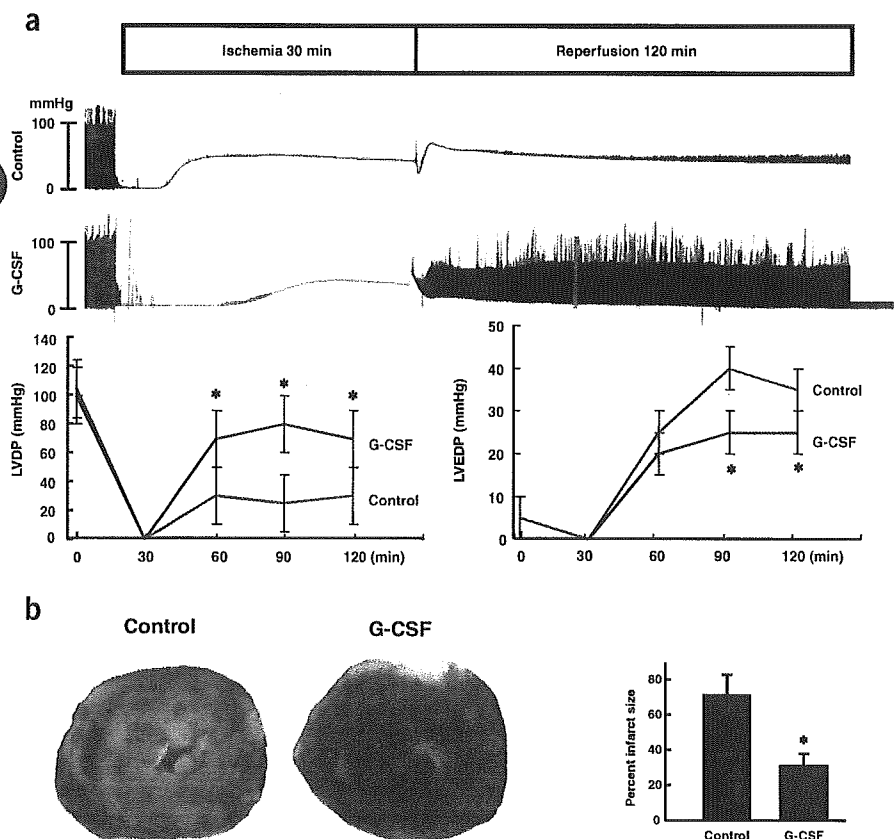 a
Ischemia 30 min
Reperfusion 120 min
mmHg
100
0
Control
100
0
G-CSF
140
120
100
80
60
40
20
0
LVDP (mmHg)
* * *
G-CSF
Control
0 30 60 90 120 (min)
50
40
30
20
10
0
LVEDP (mmHg)
Control
G-CSF
* *
0 30 60 90 120 (min)
b
Control
G-CSF
80
60
40
20
0
Percent infarct size
*
Control G-CSF